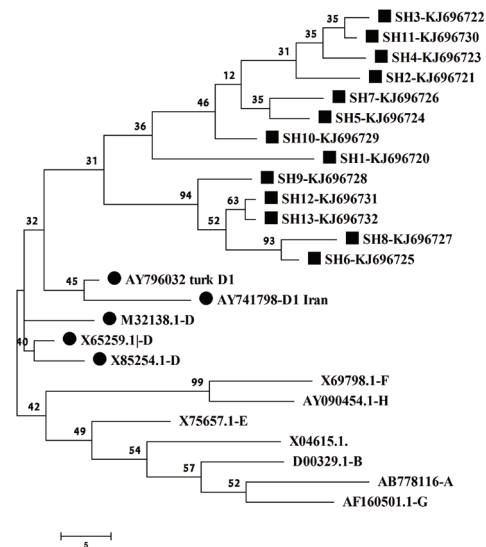 35 SH3-KJ696722
35 SH11-KJ696730
31 SH4-KJ696723
12 SH2-KJ696721
35 SH7-KJ696726
46 SH5-KJ696724
36 SH10-KJ696729
31 SH1-KJ696720
94 SH9-KJ696728
63 SH12-KJ696731
52 SH13-KJ696732
93 SH8-KJ696727
32 SH6-KJ696725
45 AY796032 turk D1
AY741798-D1 Iran
M32138.1-D
40 X65259.1|-D
X85254.1-D
99 X69798.1-F
42 AY090454.1-H
49 X75657.1-E
54 X04615.1.
57 D00329.1-B
52 AB778116-A
AF160501.1-G
5